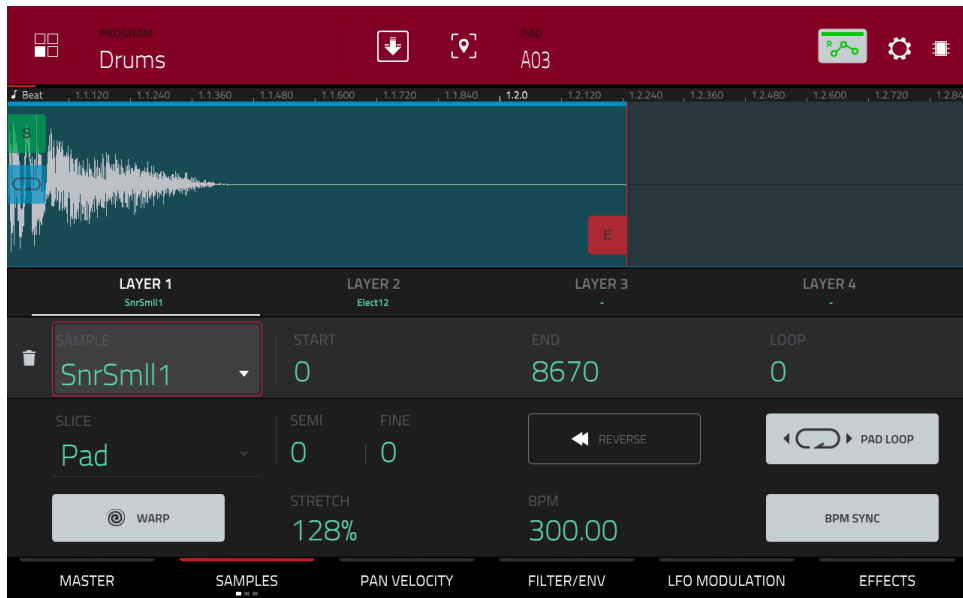 PROGRAM
Drums
PAD
A03
R
Beat 1.1.120 1.1.240 1.1.360 1.1.480 1.1.600 1.1.720 1.1.840 1.2.0 1.2.120 1.2.240 1.2.360 1.2.480 1.2.600 1.2.720 1.2.84
S
E
LAYER 1 LAYER 2 LAYER 3 LAYER 4
SnrSmll1 Elect12 - -
SAMPLE START END LOOP
SnrSmll1 0 8670 0
SLICE SEMI FINE
Pad 0 0 REVERSE PAD LOOP
STRETCH BPM
WARP 128% 300.00 BPM SYNC
MASTER SAMPLES PAN VELOCITY FILTER/ENV LFO MODULATION EFFECTS